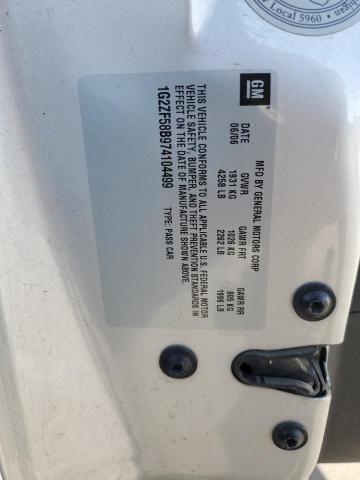 Local 5960
GM
MFD BY GENERAL MOTORS CORP
DATE GVWR GAWR FRT GAWR RR
06/06 1931 KG 1026 KG 905 KG
4258 LB 2262 LB 1996 LB
THIS VEHICLE CONFORMS TO ALL APPLICABLE U.S. FEDERAL MOTOR
VEHICLE SAFETY, BUMPER, AND THEFT PREVENTION STANDARDS IN
EFFECT ON THE DATE OF MANUFACTURE SHOWN ABOVE.
1G2ZF58B974104499 TYPE: PASS CAR